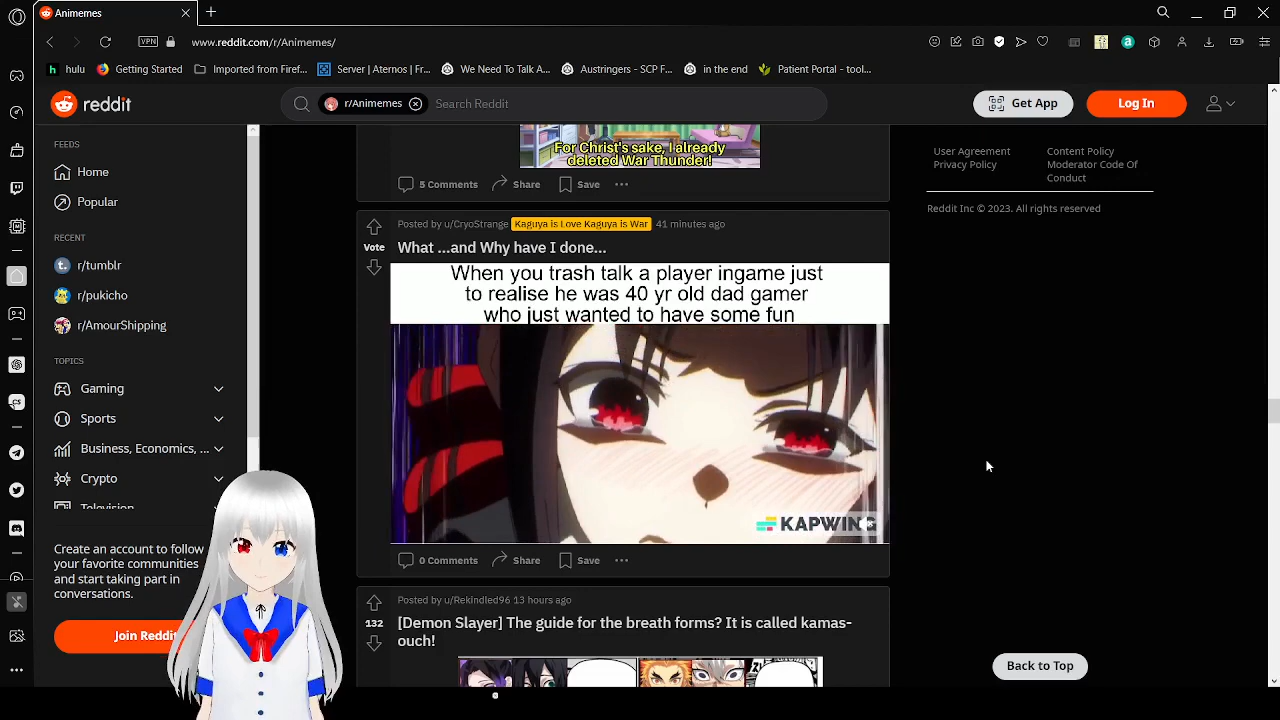 Animemes
VPN
www.reddit.com/r/Animemes/
hulu
Getting Started
Imported from Firef...
Server | Aternos | Fr...
We Need To Talk A...
Austringers - SCP F...
in the end
Patient Portal - tool...
reddit
r/Animemes
Search Reddit
Get App
Log In
FEEDS
Home
Popular
RECENT
r/tumblr
r/pukicho
r/AmourShipping
TOPICS
Gaming
Sports
Business, Economics, ...
Crypto
Television
Create an account to follow
your favorite communities
and start taking part in
conversations.
Join Reddit
For Christ's sake, I already
deleted War Thunder!
5 Comments
Share
Save
Posted by u/CryoStrange Kaguya is Love Kaguya is War 41 minutes ago
Vote
What ...and Why have I done...
When you trash talk a player ingame just
to realise he was 40 yr old dad gamer
who just wanted to have some fun
KAPWING
0 Comments
Share
Save
Posted by u/Rekindled96 13 hours ago
132
[Demon Slayer] The guide for the breath forms? It is called kamas-
ouch!
User Agreement
Privacy Policy
Content Policy
Moderator Code Of
Conduct
Reddit Inc © 2023. All rights reserved
Back to Top